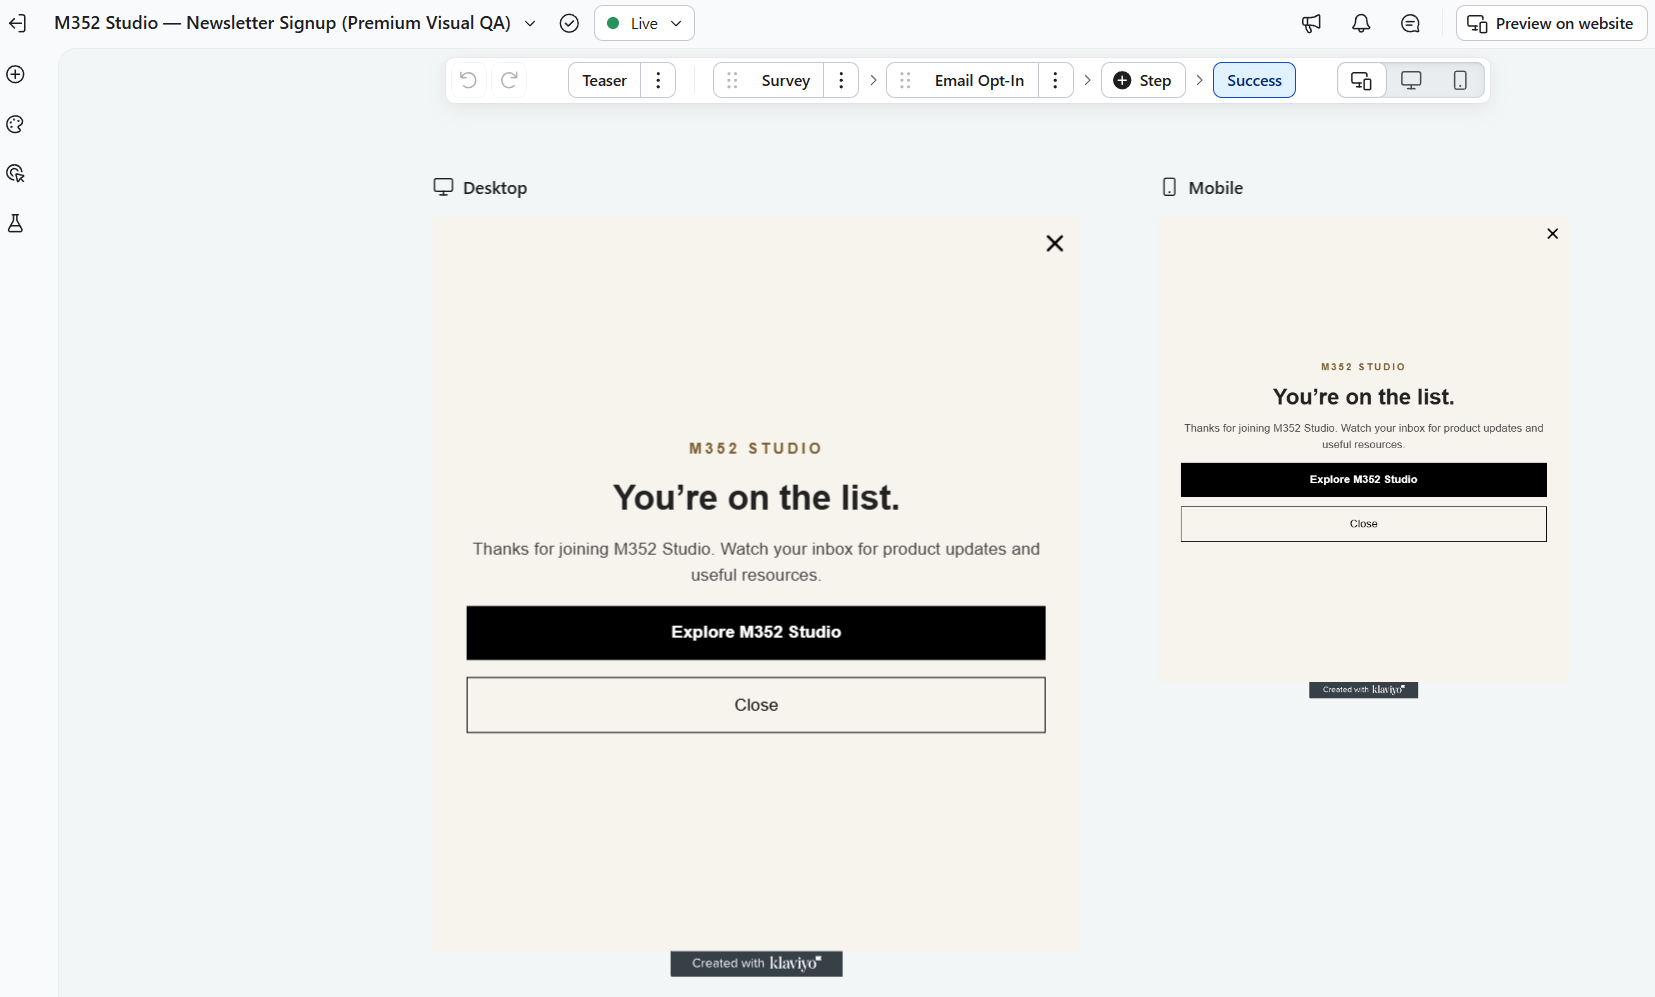 M352 Studio — Newsletter Signup (Premium Visual QA)
Live
Preview on website
Teaser
Survey
Email Opt-In
Step
Success
Desktop
M352 STUDIO
You’re on the list.
Thanks for joining M352 Studio. Watch your inbox for product updates and
useful resources.
Explore M352 Studio
Close
Created with klaviyo
Mobile
M352 STUDIO
You’re on the list.
Thanks for joining M352 Studio. Watch your inbox for product updates and
useful resources.
Explore M352 Studio
Close
Created with klaviyo